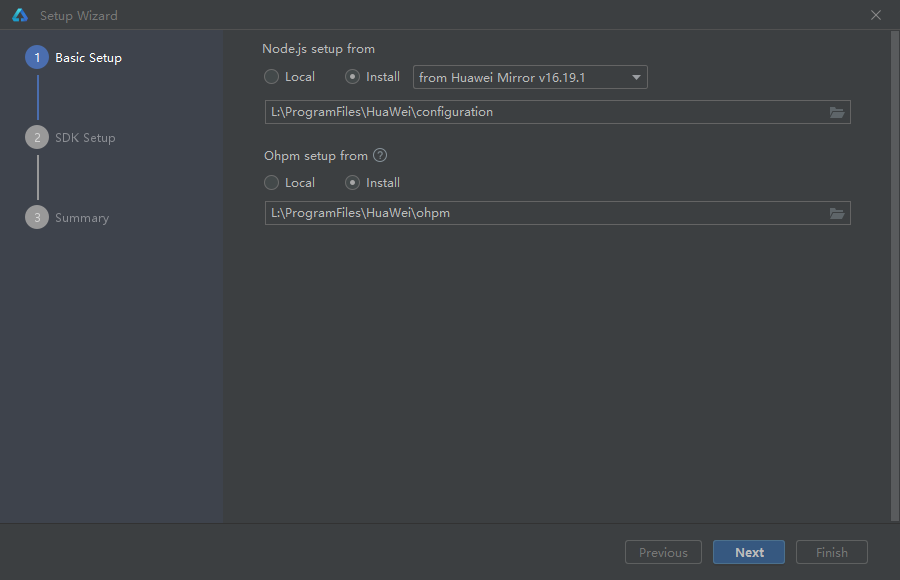 Setup Wizard
1 Basic Setup
2 SDK Setup
3 Summary
Node.js setup from
Local Install from Huawei Mirror v16.19.1
L:\ProgramFiles\HuaWei\configuration
Ohpm setup from ?
Local Install
L:\ProgramFiles\HuaWei\ohpm
Previous Next Finish